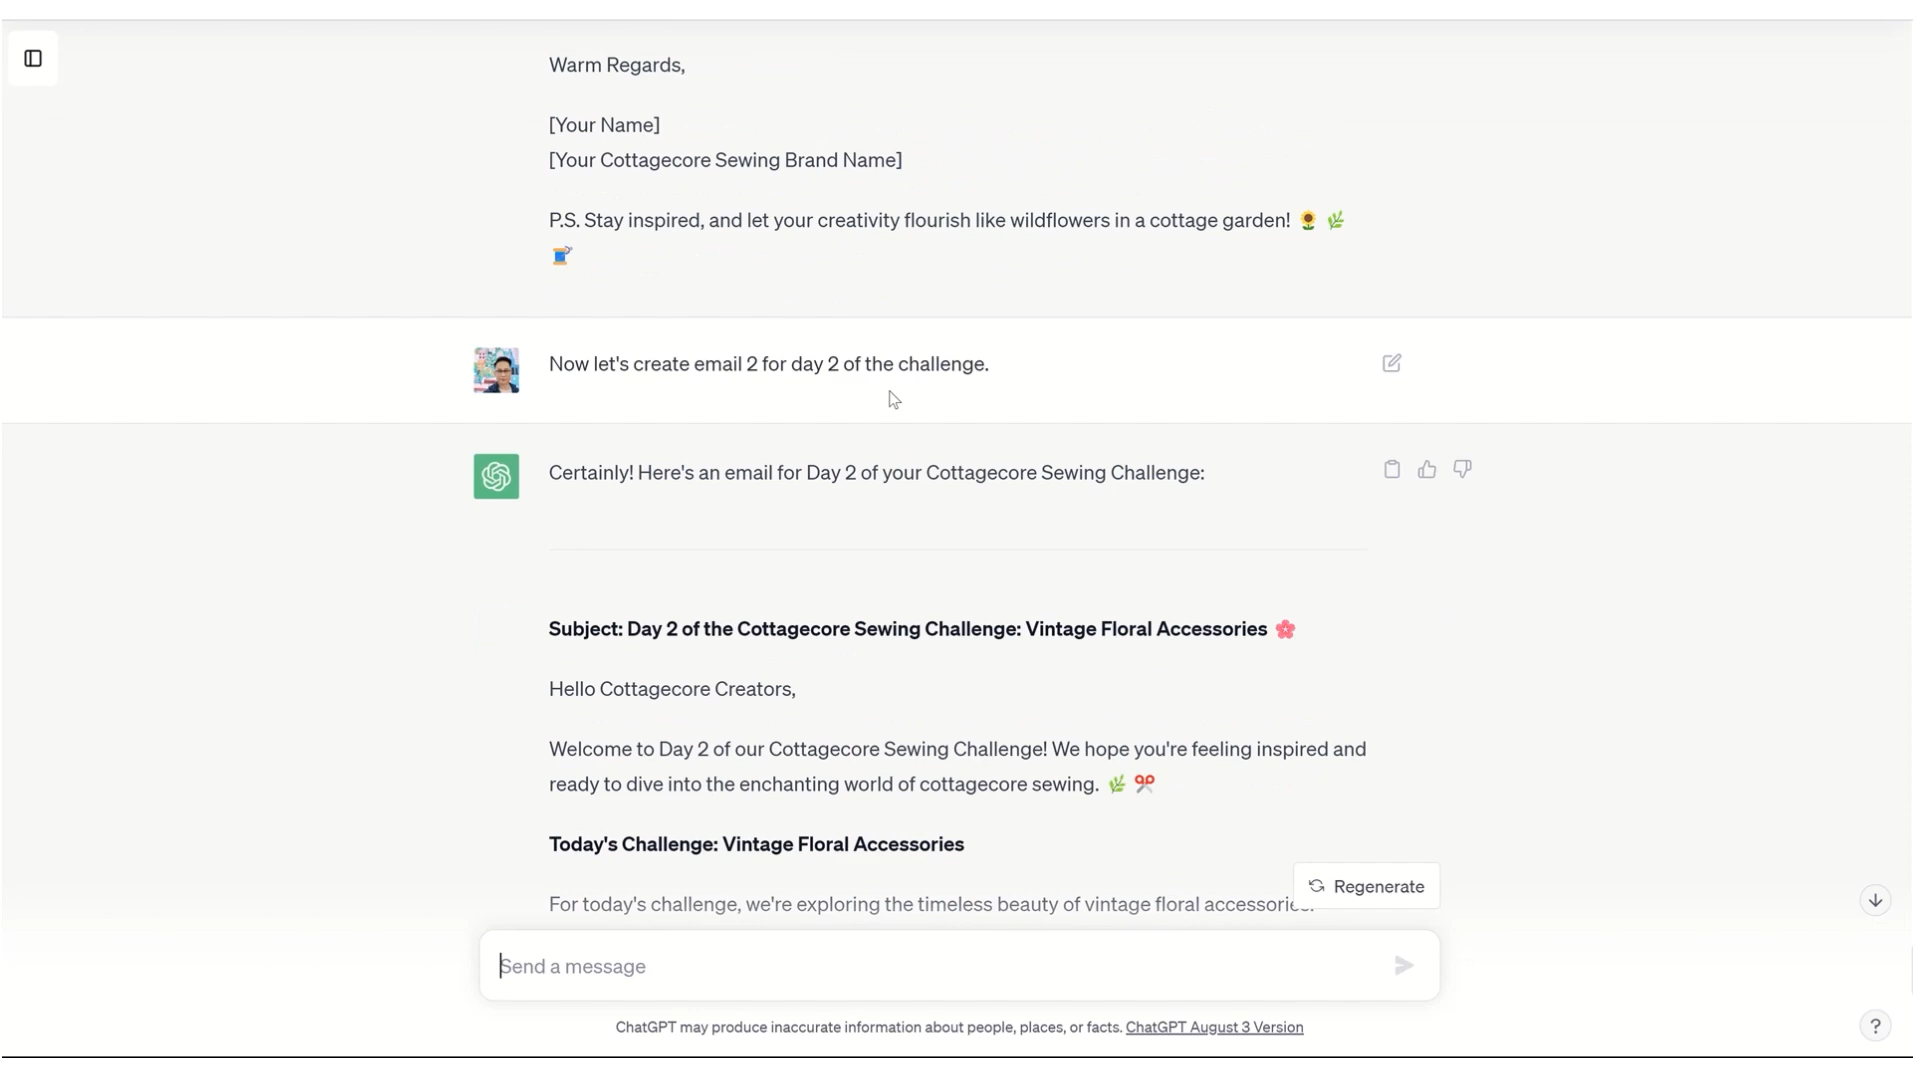 Warm Regards,
[Your Name]
[Your Cottagecore Sewing Brand Name]
P.S. Stay inspired, and let your creativity flourish like wildflowers in a cottage garden! 🌻 🌿
🧵
Now let's create email 2 for day 2 of the challenge.
Certainly! Here's an email for Day 2 of your Cottagecore Sewing Challenge:
Subject: Day 2 of the Cottagecore Sewing Challenge: Vintage Floral Accessories 🌸
Hello Cottagecore Creators,
Welcome to Day 2 of our Cottagecore Sewing Challenge! We hope you're feeling inspired and
ready to dive into the enchanting world of cottagecore sewing. 🌿 ✂️
Today's Challenge: Vintage Floral Accessories
Regenerate
For today's challenge, we're exploring the timeless beauty of vintage floral accessories.
Send a message
ChatGPT may produce inaccurate information about people, places, or facts. ChatGPT August 3 Version
?